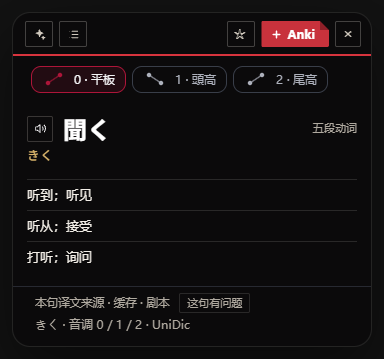 + Anki
0 · 平板 1 · 頭高 2 · 尾高
聞く 五段动词
きく
听到；听见
听从；接受
打听；询问
本句译文来源 · 缓存 · 剧本 这句有问题
きく · 音调 0 / 1 / 2 · UniDic